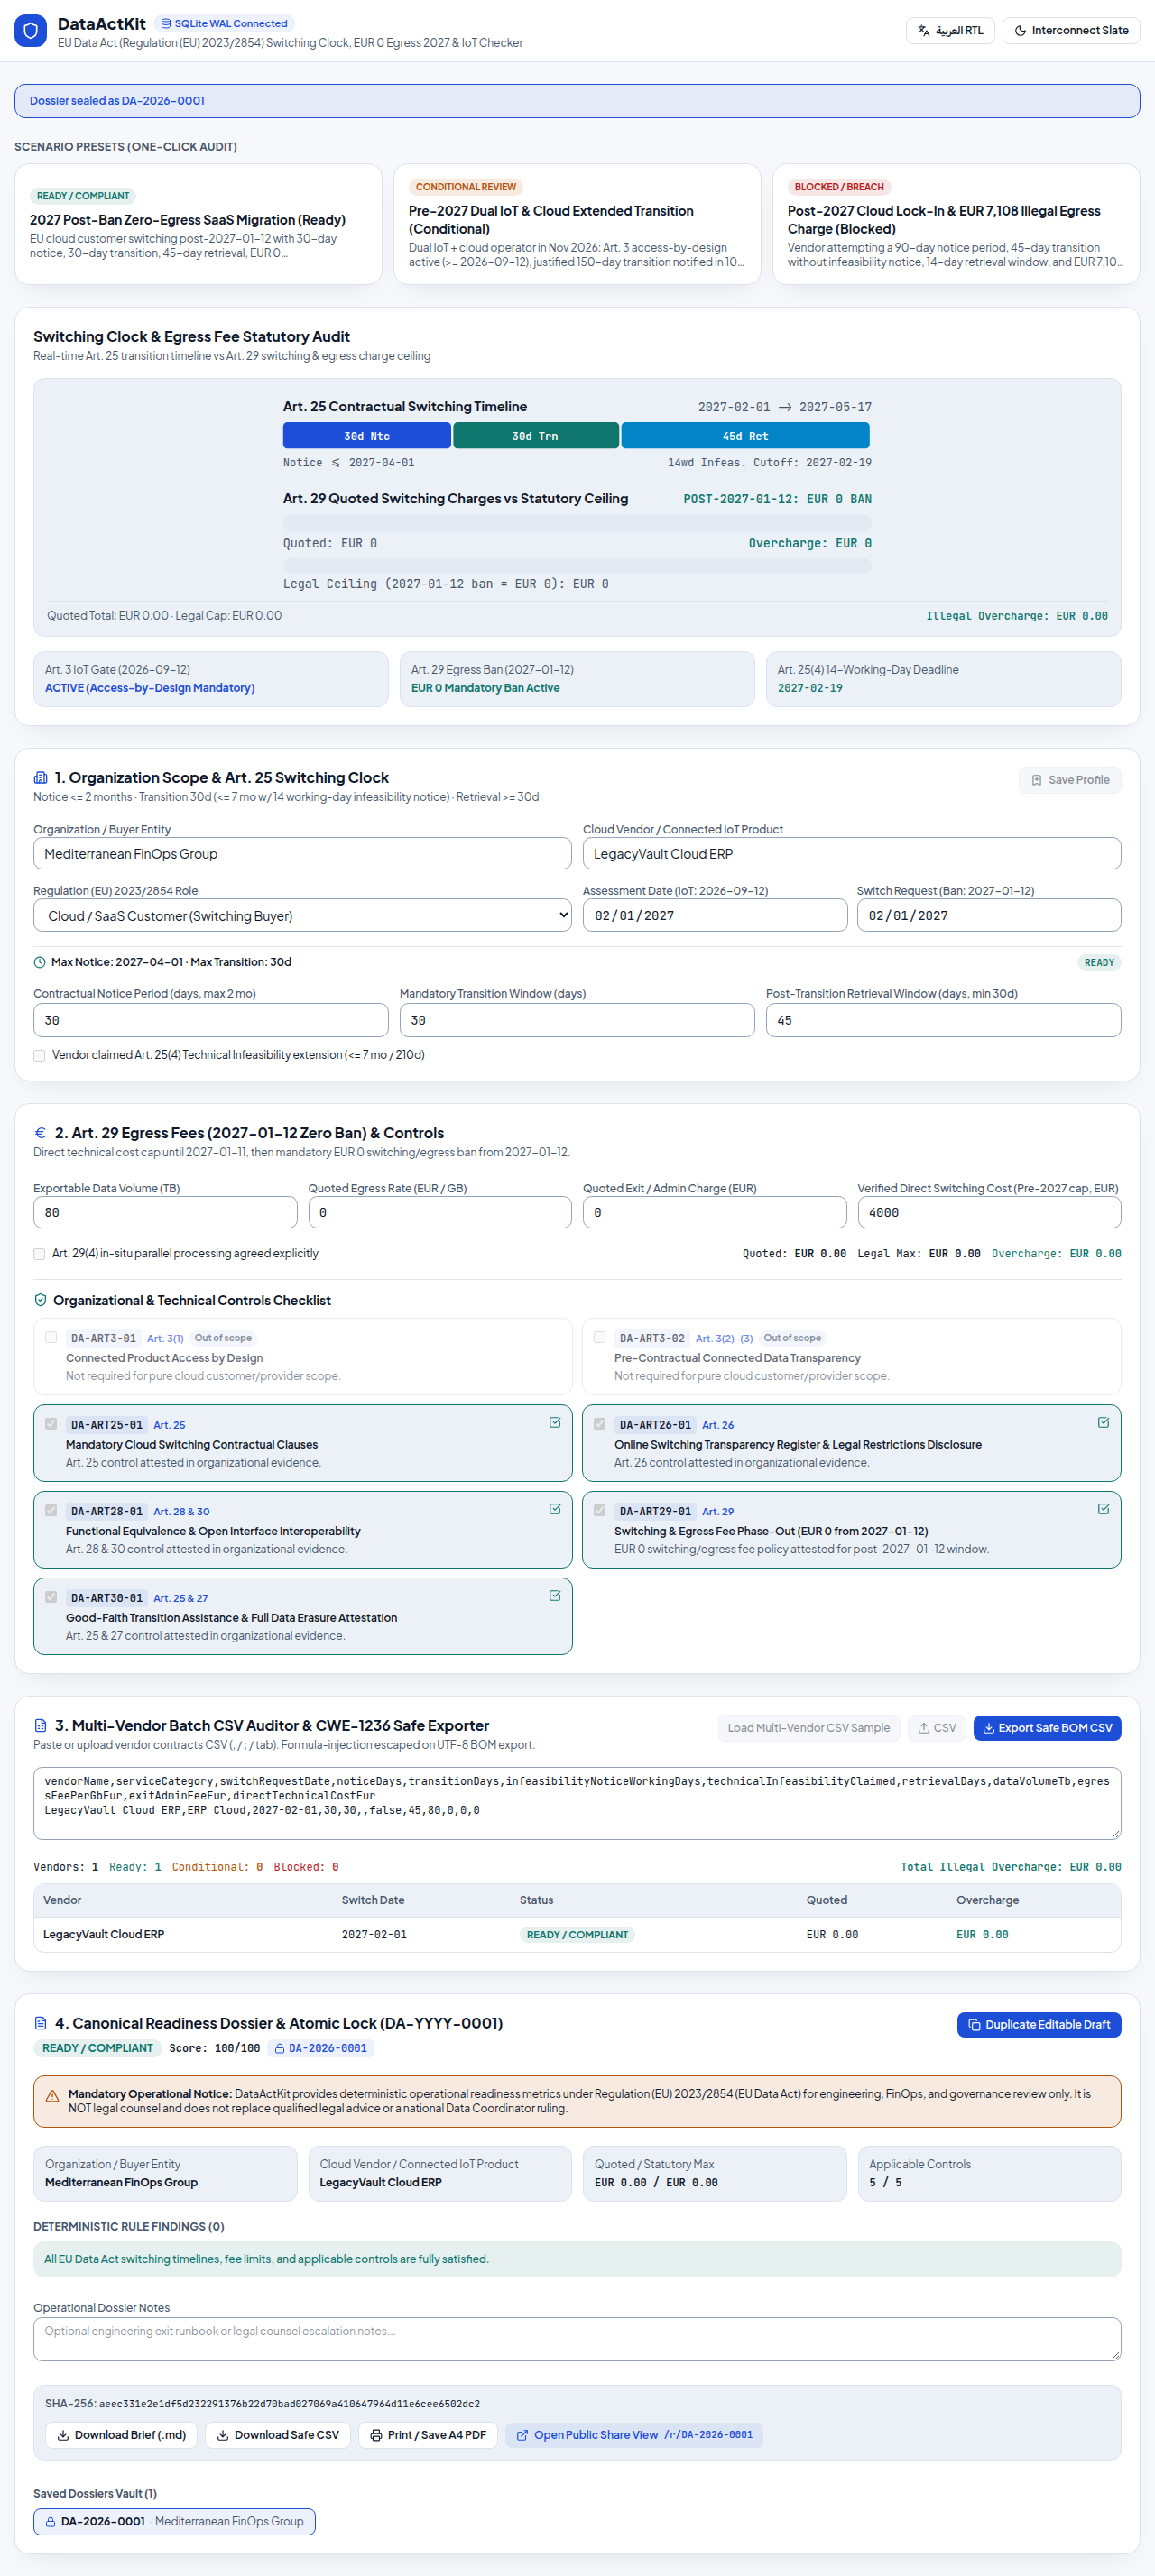 DataActKit SQLite WAL Connected
EU Data Act (Regulation (EU) 2023/2854) Switching Clock, EUR 0 Egress 2027 & IoT Checker
العربية RTL
Interconnect Slate
Dossier sealed as DA-2026-0001
SCENARIO PRESETS (ONE-CLICK AUDIT)
READY / COMPLIANT
2027 Post-Ban Zero-Egress SaaS Migration (Ready)
EU cloud customer switching post-2027-01-12 with 30-day
notice, 30-day transition, 45-day retrieval, EUR 0...
CONDITIONAL REVIEW
Pre-2027 Dual IoT & Cloud Extended Transition
(Conditional)
Dual IoT + cloud operator in Nov 2026: Art. 3 access-by-design
active (>= 2026-09-12), justified 150-day transition notified in 10...
BLOCKED / BREACH
Post-2027 Cloud Lock-In & EUR 7,108 Illegal Egress
Charge (Blocked)
Vendor attempting a 90-day notice period, 45-day transition
without infeasibility notice, 14-day retrieval window, and EUR 7,10...
Switching Clock & Egress Fee Statutory Audit
Real-time Art. 25 transition timeline vs Art. 29 switching & egress charge ceiling
Art. 25 Contractual Switching Timeline 2027-02-01 → 2027-05-17
30d Ntc 30d Trn 45d Ret
Notice ≤ 2027-04-01 14wd Infeas. Cutoff: 2027-02-19
Art. 29 Quoted Switching Charges vs Statutory Ceiling POST-2027-01-12: EUR 0 BAN
Quoted: EUR 0 Overcharge: EUR 0
Legal Ceiling (2027-01-12 ban = EUR 0): EUR 0
Quoted Total: EUR 0.00 · Legal Cap: EUR 0.00 Illegal Overcharge: EUR 0.00
Art. 3 IoT Gate (2026-09-12)
ACTIVE (Access-by-Design Mandatory)
Art. 29 Egress Ban (2027-01-12)
EUR 0 Mandatory Ban Active
Art. 25(4) 14-Working-Day Deadline
2027-02-19
1. Organization Scope & Art. 25 Switching Clock
Notice <= 2 months · Transition 30d (<= 7 mo w/ 14 working-day infeasibility notice) · Retrieval >= 30d
Save Profile
Organization / Buyer Entity
Mediterranean FinOps Group
Cloud Vendor / Connected IoT Product
LegacyVault Cloud ERP
Regulation (EU) 2023/2854 Role
Cloud / SaaS Customer (Switching Buyer)
Assessment Date (IoT: 2026-09-12)
02/01/2027
Switch Request (Ban: 2027-01-12)
02/01/2027
Max Notice: 2027-04-01 · Max Transition: 30d READY
Contractual Notice Period (days, max 2 mo)
30
Mandatory Transition Window (days)
30
Post-Transition Retrieval Window (days, min 30d)
45
Vendor claimed Art. 25(4) Technical Infeasibility extension (<= 7 mo / 210d)
2. Art. 29 Egress Fees (2027-01-12 Zero Ban) & Controls
Direct technical cost cap until 2027-01-11, then mandatory EUR 0 switching/egress ban from 2027-01-12.
Exportable Data Volume (TB)
80
Quoted Egress Rate (EUR / GB)
0
Quoted Exit / Admin Charge (EUR)
0
Verified Direct Switching Cost (Pre-2027 cap, EUR)
4000
Art. 29(4) in-situ parallel processing agreed explicitly
Quoted: EUR 0.00 Legal Max: EUR 0.00 Overcharge: EUR 0.00
Organizational & Technical Controls Checklist
DA-ART3-01 Art. 3(1) Out of scope
Connected Product Access by Design
Not required for pure cloud customer/provider scope.
DA-ART3-02 Art. 3(2)-(3) Out of scope
Pre-Contractual Connected Data Transparency
Not required for pure cloud customer/provider scope.
DA-ART25-01 Art. 25
Mandatory Cloud Switching Contractual Clauses
Art. 25 control attested in organizational evidence.
DA-ART26-01 Art. 26
Online Switching Transparency Register & Legal Restrictions Disclosure
Art. 26 control attested in organizational evidence.
DA-ART28-01 Art. 28 & 30
Functional Equivalence & Open Interface Interoperability
Art. 28 & 30 control attested in organizational evidence.
DA-ART29-01 Art. 29
Switching & Egress Fee Phase-Out (EUR 0 from 2027-01-12)
EUR 0 switching/egress fee policy attested for post-2027-01-12 window.
DA-ART30-01 Art. 25 & 27
Good-Faith Transition Assistance & Full Data Erasure Attestation
Art. 25 & 27 control attested in organizational evidence.
3. Multi-Vendor Batch CSV Auditor & CWE-1236 Safe Exporter
Paste or upload vendor contracts CSV (, / ; / tab). Formula-injection escaped on UTF-8 BOM export.
Load Multi-Vendor CSV Sample
CSV
Export Safe BOM CSV
vendorName,serviceCategory,switchRequestDate,noticeDays,transitionDays,infeasibilityNoticeWorkingDays,technicalInfeasibilityClaimed,retrievalDays,dataVolumeTb,egres
sFeePerGbEur,exitAdminFeeEur,directTechnicalCostEur
LegacyVault Cloud ERP,ERP Cloud,2027-02-01,30,30,,false,45,80,0,0,0
Vendors: 1 Ready: 1 Conditional: 0 Blocked: 0 Total Illegal Overcharge: EUR 0.00
Vendor Switch Date Status Quoted Overcharge
LegacyVault Cloud ERP 2027-02-01 READY / COMPLIANT EUR 0.00 EUR 0.00
4. Canonical Readiness Dossier & Atomic Lock (DA-YYYY-0001)
Duplicate Editable Draft
READY / COMPLIANT Score: 100/100 DA-2026-0001
Mandatory Operational Notice: DataActKit provides deterministic operational readiness metrics under Regulation (EU) 2023/2854 (EU Data Act) for engineering, FinOps, and governance review only. It is
NOT legal counsel and does not replace qualified legal advice or a national Data Coordinator ruling.
Organization / Buyer Entity
Mediterranean FinOps Group
Cloud Vendor / Connected IoT Product
LegacyVault Cloud ERP
Quoted / Statutory Max
EUR 0.00 / EUR 0.00
Applicable Controls
5 / 5
DETERMINISTIC RULE FINDINGS (0)
All EU Data Act switching timelines, fee limits, and applicable controls are fully satisfied.
Operational Dossier Notes
Optional engineering exit runbook or legal counsel escalation notes...
SHA-256: aeec331e2e1df5d232291376b22d70bad027069a410647964d11e6cee6502dc2
Download Brief (.md)
Download Safe CSV
Print / Save A4 PDF
Open Public Share View /r/DA-2026-0001
Saved Dossiers Vault (1)
DA-2026-0001 · Mediterranean FinOps Group